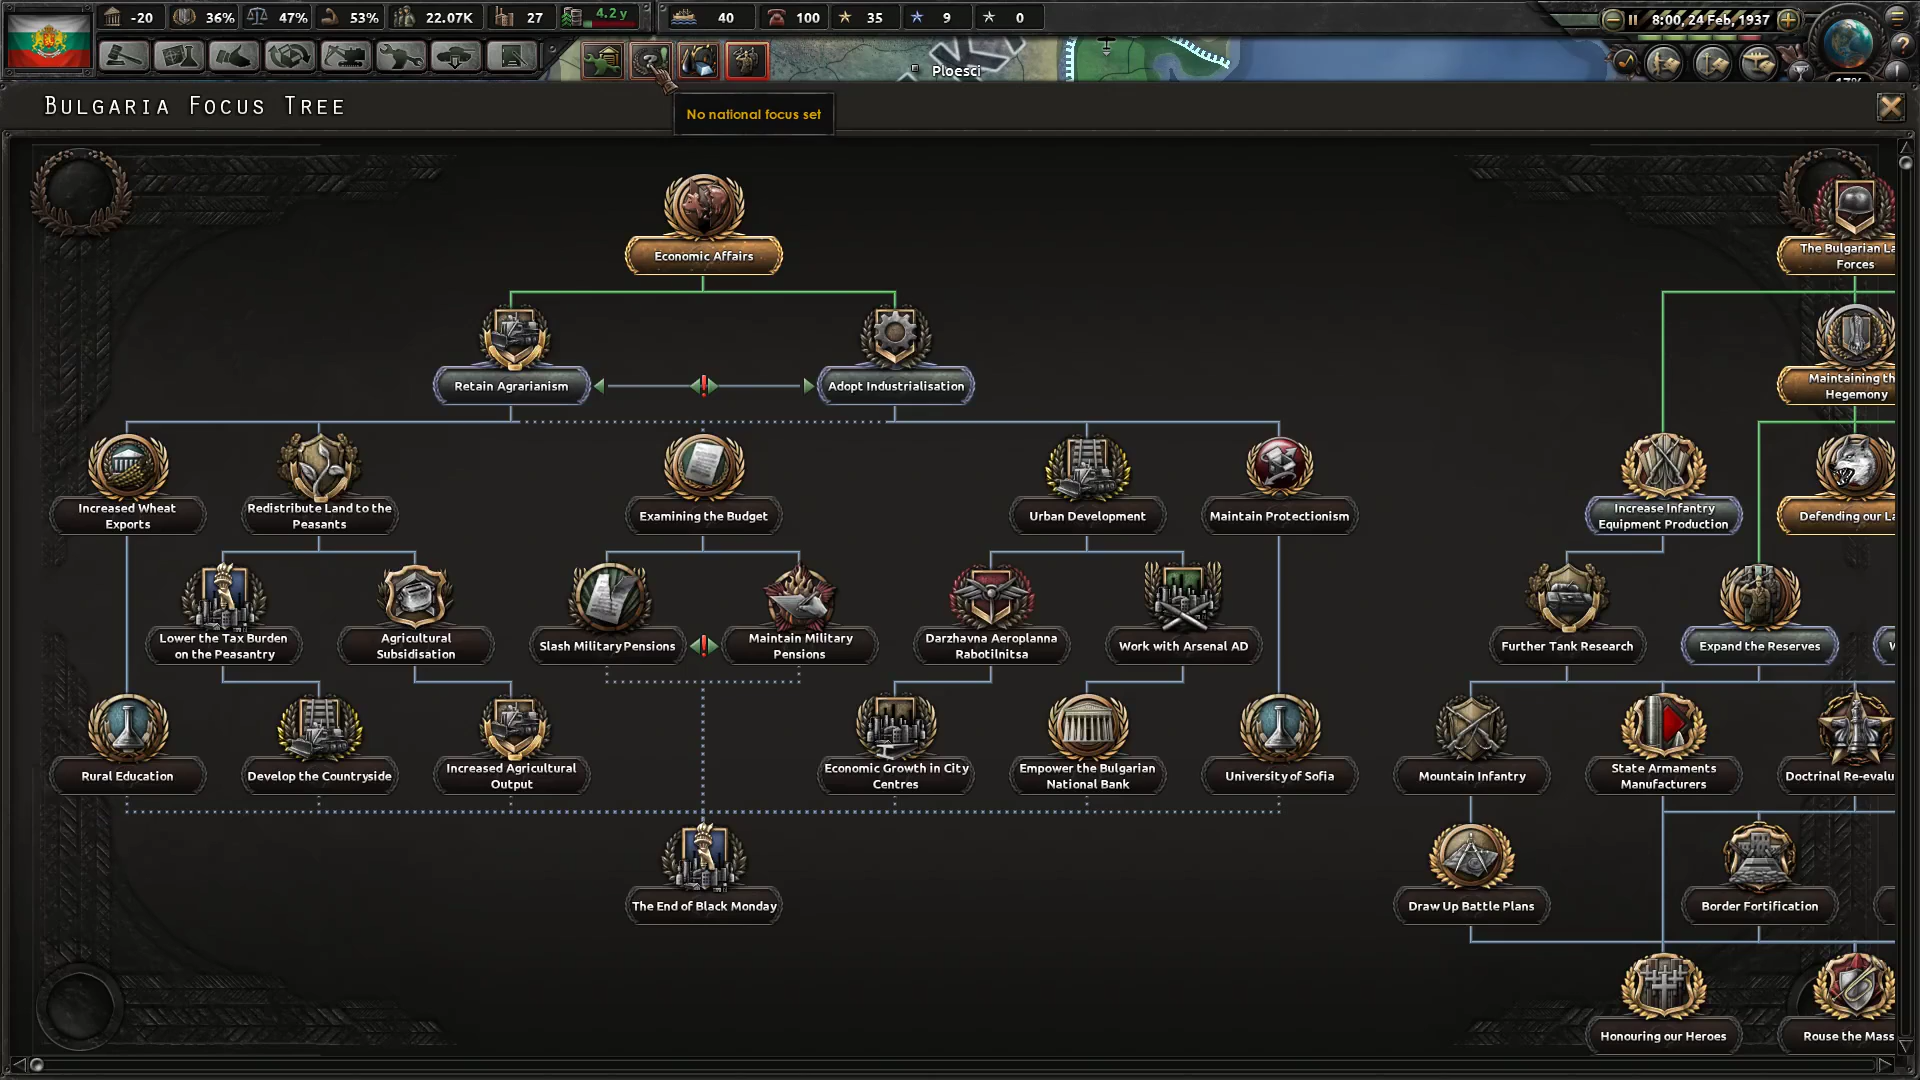 -20
36%
47%
53%
22.07K
27
4.2 y
40
100
35
9
0
8:00, 24 Feb, 1937
Ploesci
Bulgaria Focus Tree
No national focus set
Economic Affairs
The Bulgarian La
Forces
Retain Agrarianism
Adopt Industrialisation
Maintaining th
Hegemony
Increased Wheat
Exports
Redistribute Land to the
Peasants
Examining the Budget
Urban Development
Maintain Protectionism
Increase Infantry
Equipment Production
Defending our La
Lower the Tax Burden
on the Peasantry
Agricultural
Subsidisation
Slash Military Pensions
Maintain Military
Pensions
Darzhavna Aeroplanna
Rabotilnitsa
Work with Arsenal AD
Further Tank Research
Expand the Reserves
W
Rural Education
Develop the Countryside
Increased Agricultural
Output
Economic Growth in City
Centres
Empower the Bulgarian
National Bank
University of Sofia
Mountain Infantry
State Armaments
Manufacturers
Doctrinal Re-evalu
The End of Black Monday
Draw Up Battle Plans
Border Fortification
Honouring our Heroes
Rouse the Mass